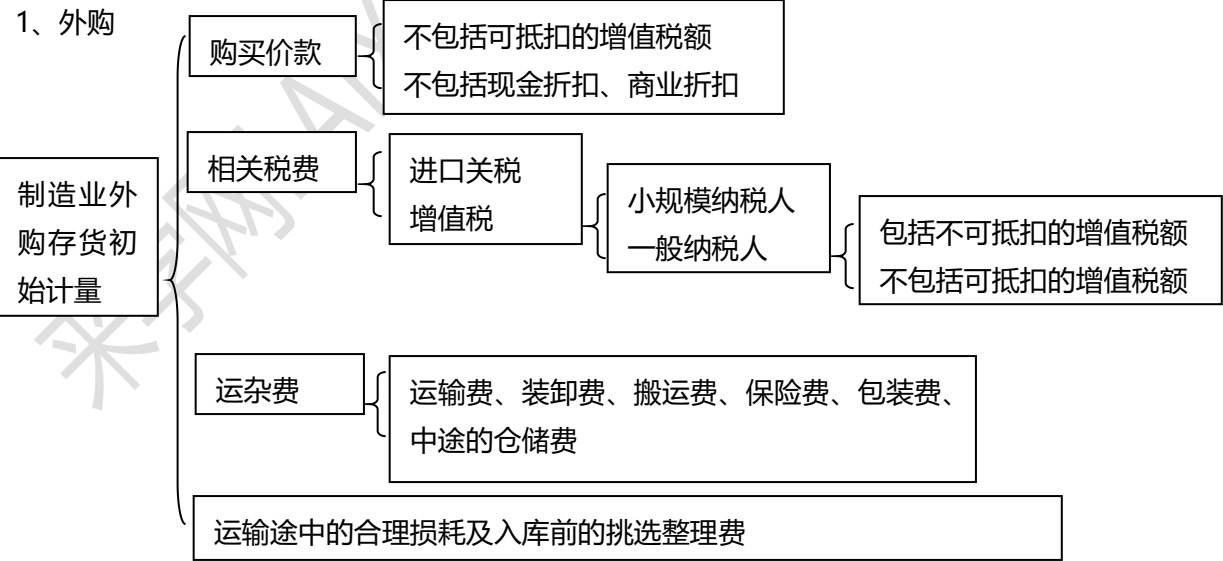 1、外购
制造业外
购存货初
始计量
购买价款
不包括可抵扣的增值税额
不包括现金折扣、商业折扣
相关税费
进口关税
增值税
小规模纳税人
一般纳税人
包括不可抵扣的增值税额
不包括可抵扣的增值税额
运杂费
运输费、装卸费、搬运费、保险费、包装费、
中途的仓储费
运输途中的合理损耗及入库前的挑选整理费